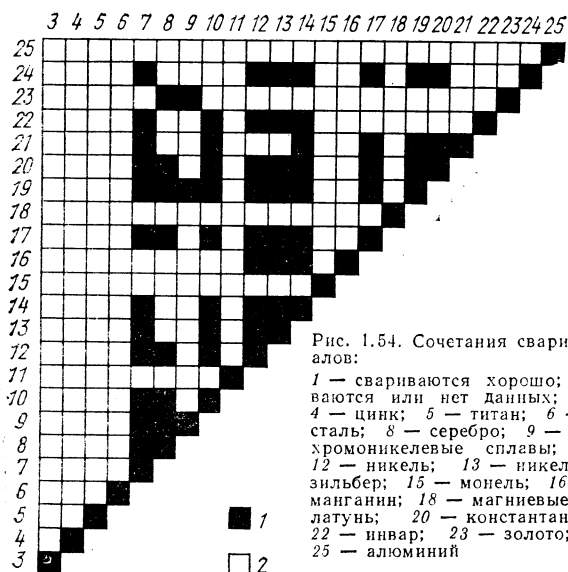 3 4 5 6 7 8 9 10 11 12 13 14 15 16 17 18 19 20 21 22 23 24 25
25
24
23
22
21
20
19
18
17
16
15
14
13
12
11
10
9
8
7
6
5
4
3
1
2
Рис. 1.54. Сочетания свари
алов:
1 — свариваются хорошо;
ваются или нет данных;
4 — цинк; 5 — титан; 6 -
сталь; 8 — серебро; 9 —
хромоникелевые сплавы;
12 — никель; 13 — никел
зильбер; 15 — монель; 16
манганин; 18 — магниевые
латунь; 20 — константан
22 — инвар; 23 — золото;
25 — алюминий